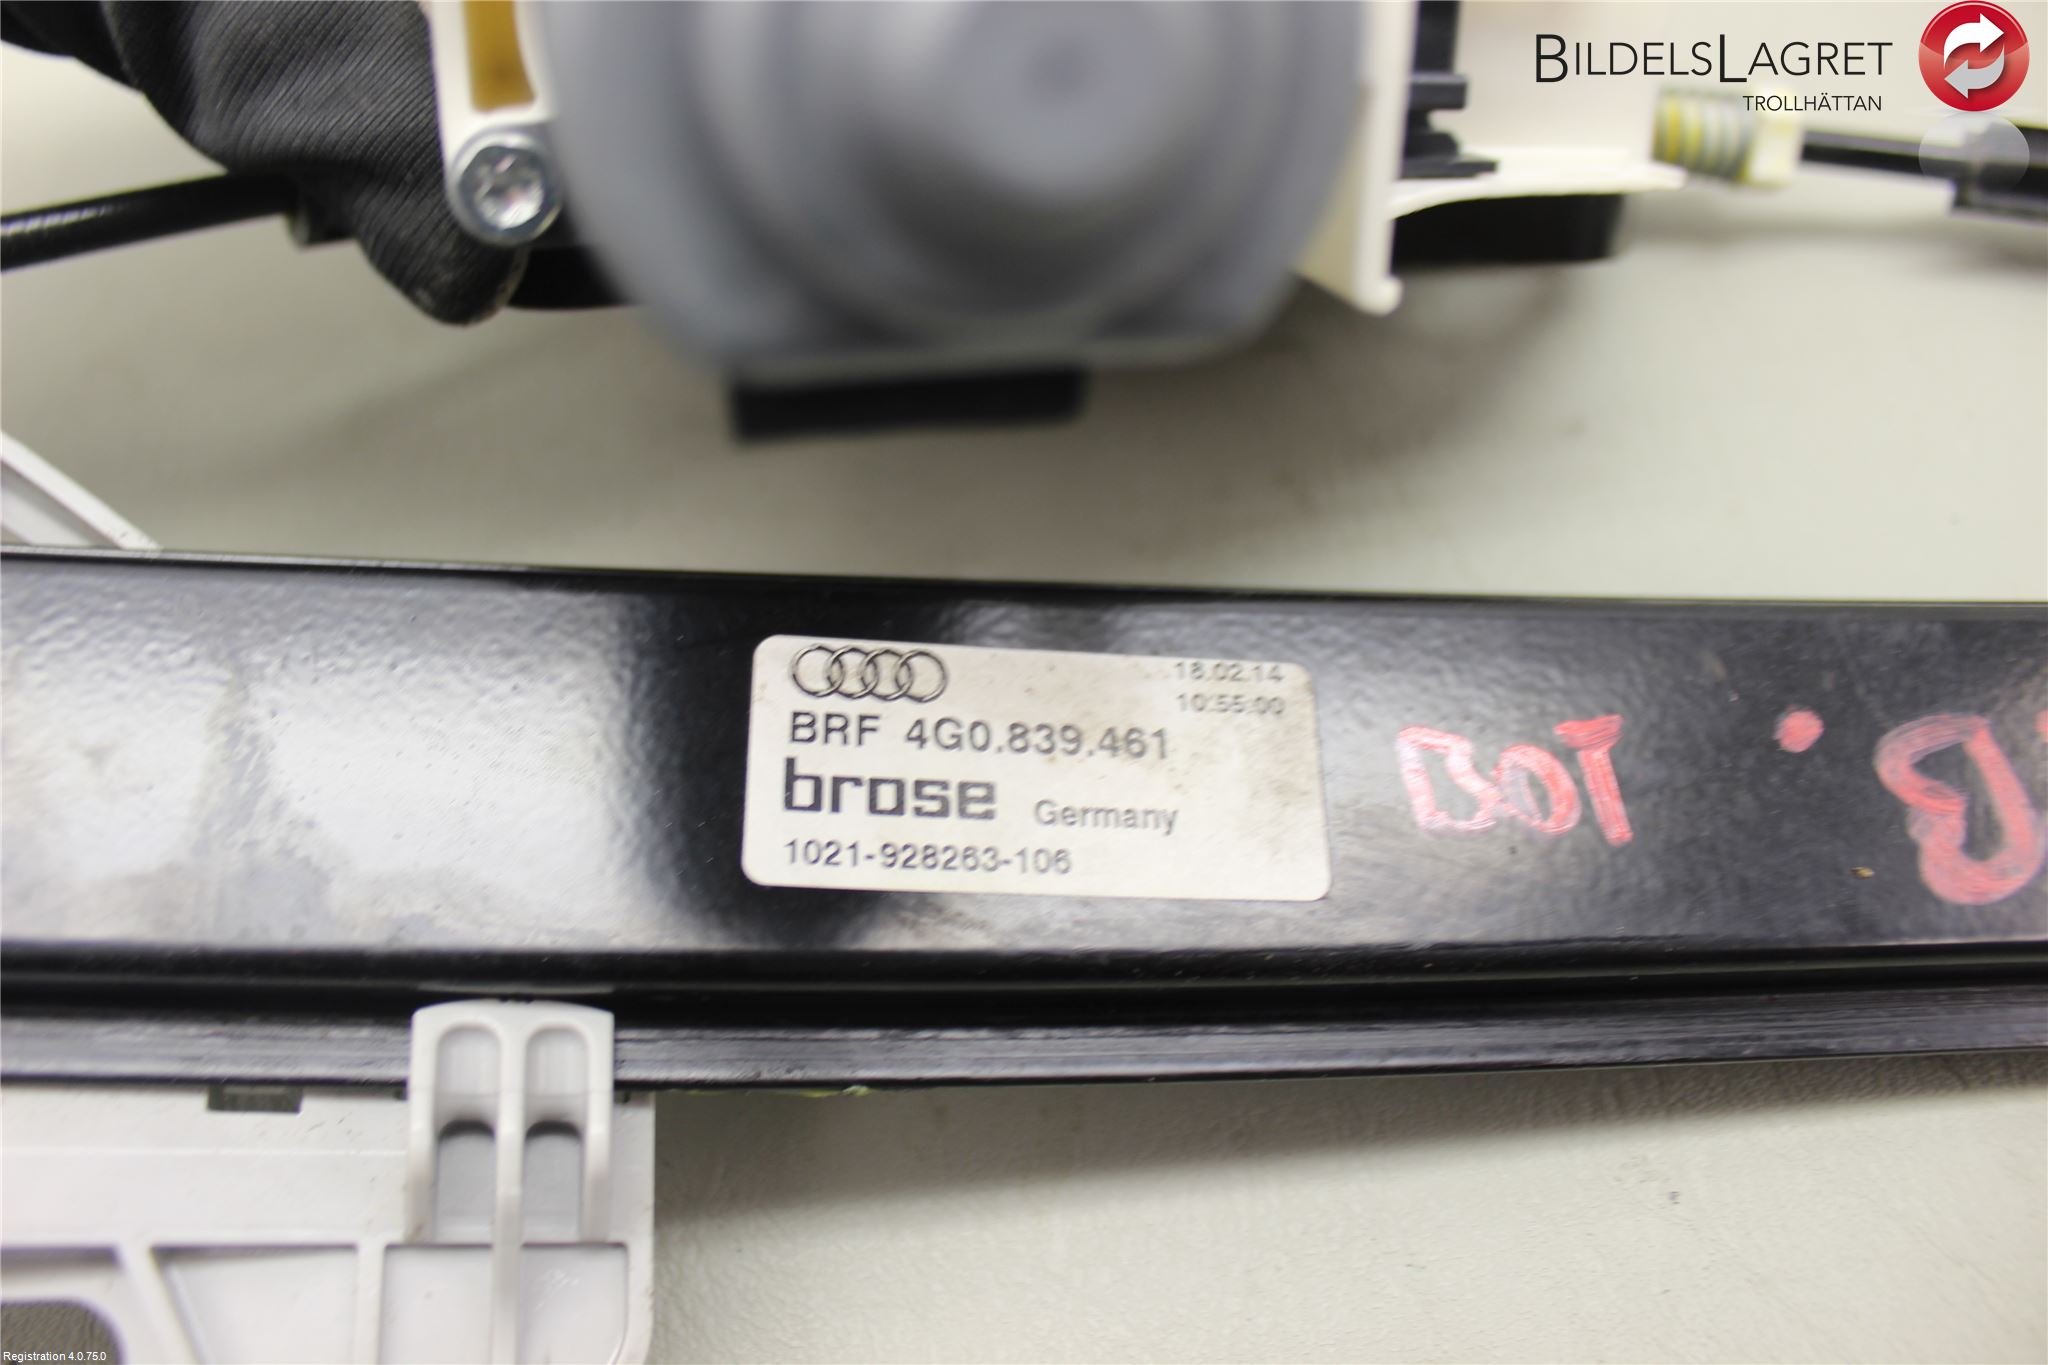 BILDELSLAGRET
TROLLHÄTTAN
18.02.14
10:55:00
BRF 4G0.839.461
brose Germany
1021-928263-106
BOT
Registration 4.0.75.0